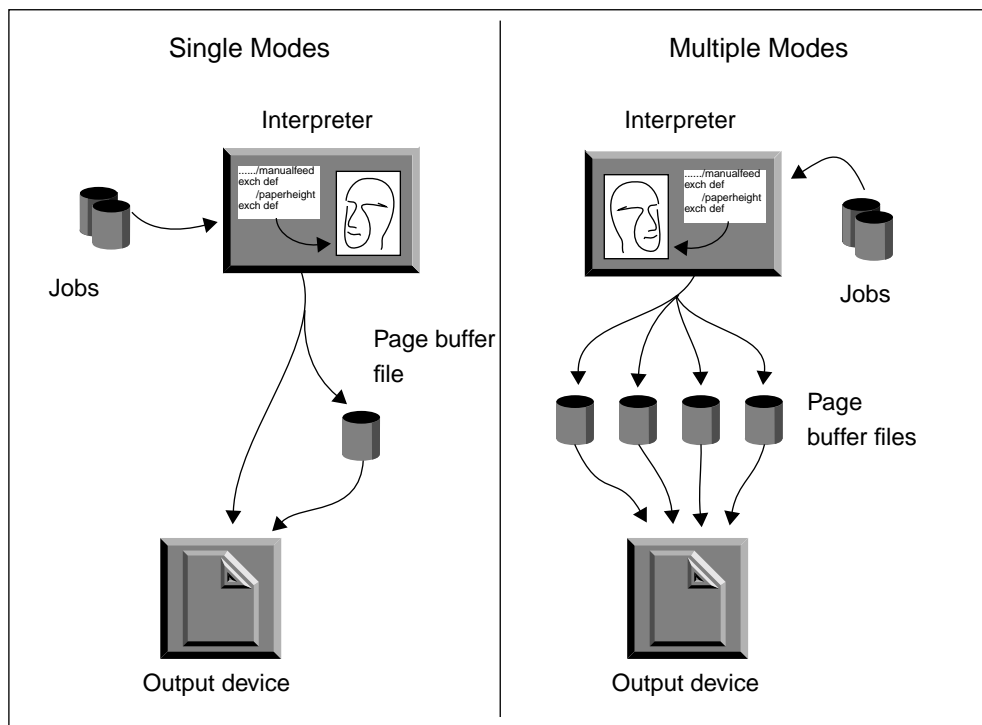 Single Modes
Interpreter
....../manualfeed
exch def
/paperheight
exch def
Jobs
Page buffer
file
Output device
Multiple Modes
Interpreter
....../manualfeed
exch def
/paperheight
exch def
Jobs
Page
buffer files
Output device